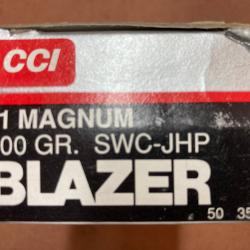 CCI
1 MAGNUM
00 GR. SWC-JHP
BLAZER
50 35